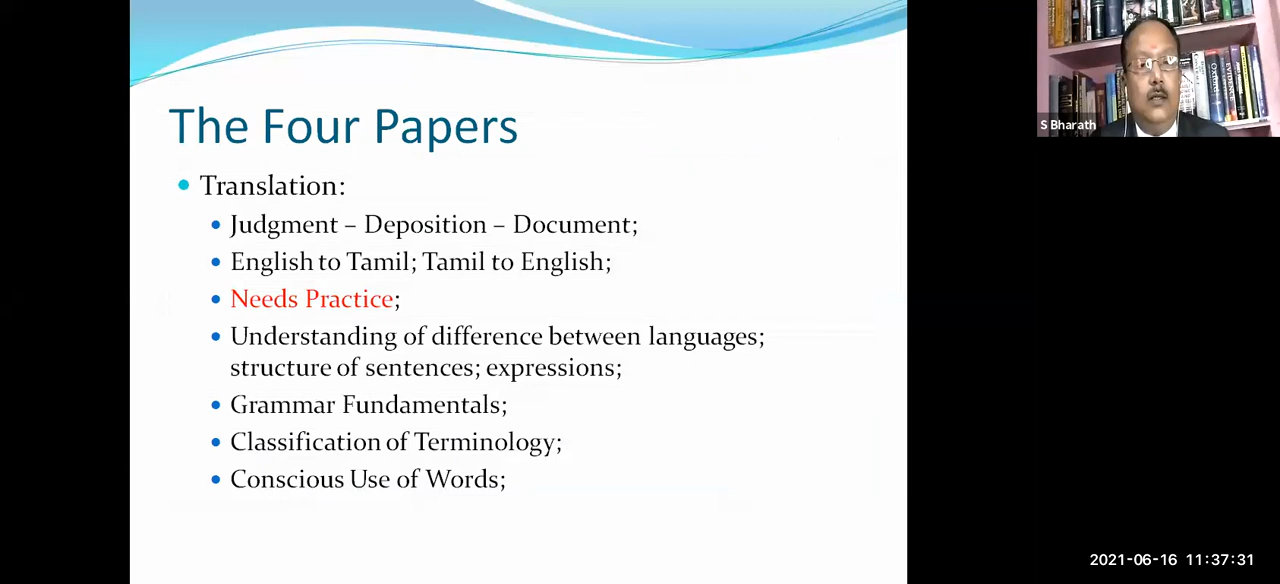 The Four Papers
Translation:
Judgment – Deposition – Document;
English to Tamil; Tamil to English;
Needs Practice;
Understanding of difference between languages;
structure of sentences; expressions;
Grammar Fundamentals;
Classification of Terminology;
Conscious Use of Words;
S Bharath
2021-06-16 11:37:31